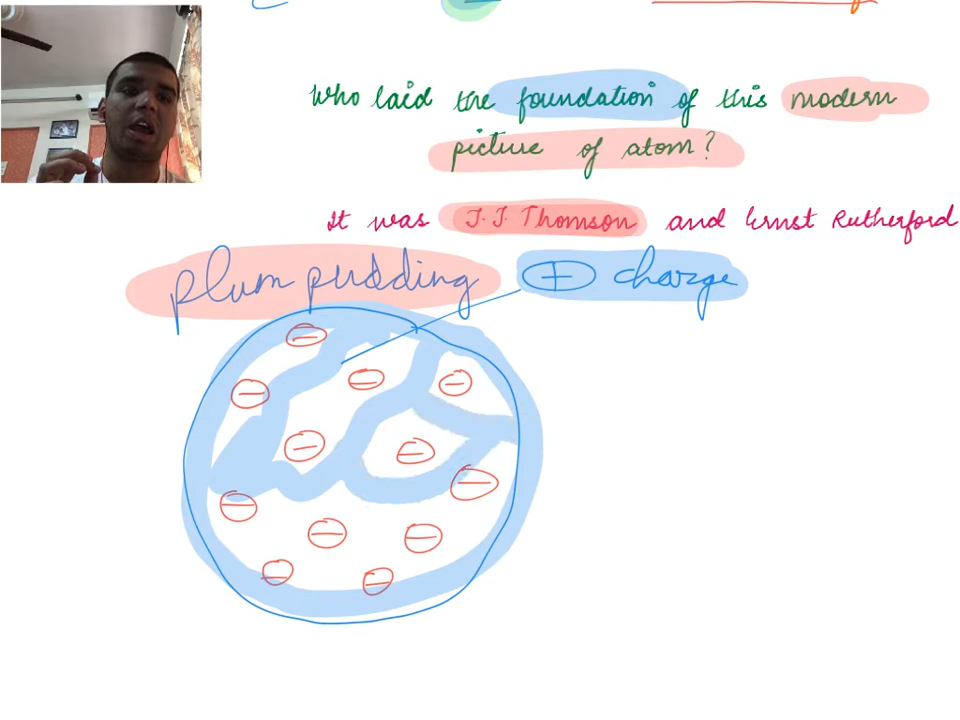 Who laid the foundation of this modern
picture of atom?
It was J.J. Thomson and Ernst Rutherford
plum pudding + charge